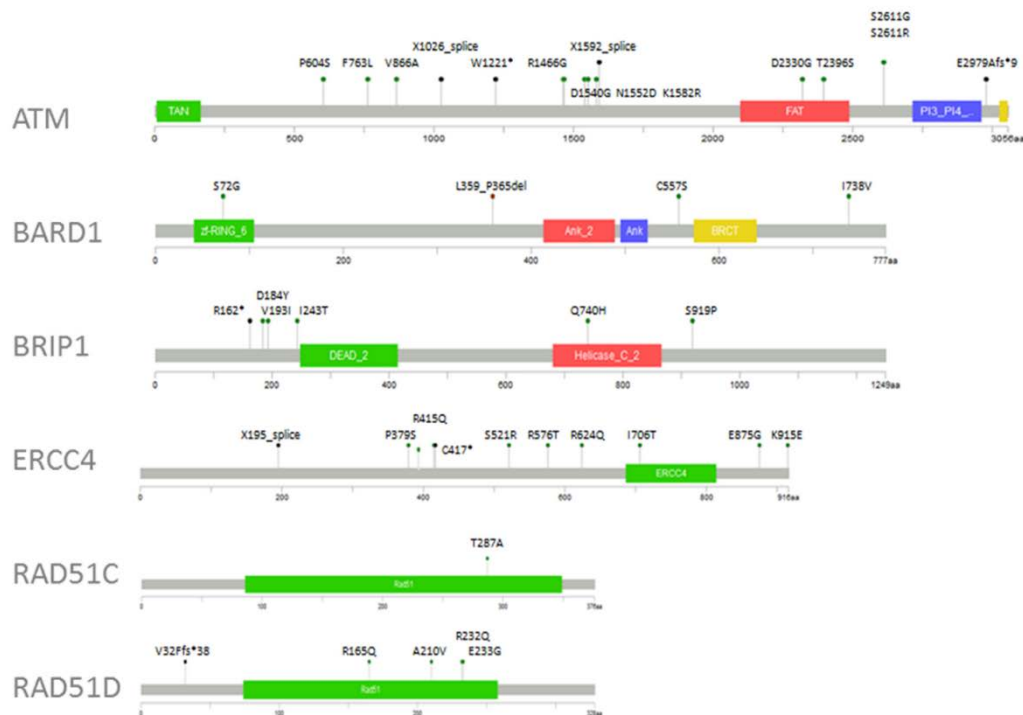 S2611G
S2611R
X1026_splice X1592_splice
P604S F763L V866A W1221* R1466G D2330G T2396S E2979Afs*9
D1540G N1552D K1582R
ATM
TAN FAT PI3_PI4_..
0 500 1000 1500 2000 2500 3056aa
S72G L359_P365del C557S I738V
BARD1
zf-RING_6 Ank_2 Ank BRCT
0 200 400 600 777aa
D184Y
R162* V193I I243T Q740H S919P
BRIP1
DEAD_2 Helicase_C_2
0 200 400 600 800 1000 1249aa
R415Q
X195_splice P379S C417* S521R R576T R624Q I706T E875G K915E
ERCC4
ERCC4
0 200 400 600 800 916aa
T287A
RAD51C
Rad51
0 100 200 300 376aa
R232Q
V32Ffs*38 R165Q A210V E233G
RAD51D
Rad51
0 100 200